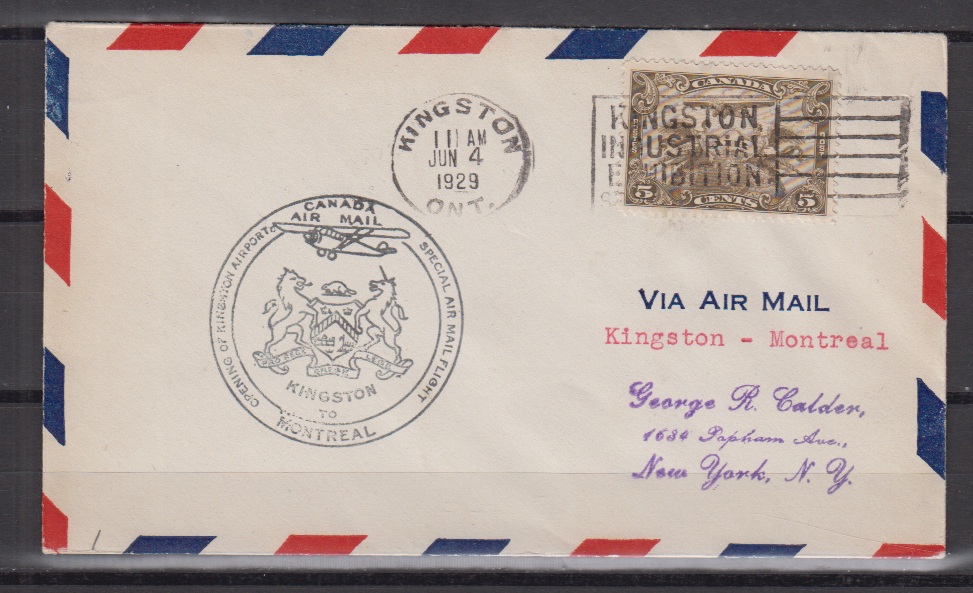 KINGSTON
11 AM
JUN 4
1929
ONT.
CANADA
5 CENTS 5
KINGSTON
INDUSTRIAL
EXHIBITION
CANADA
AIR MAIL
OPENING OF KINGSTON AIRPORT
SPECIAL AIR MAIL FLIGHT
KINGSTON
TO
MONTREAL
VIA AIR MAIL
Kingston - Montreal
George R. Calder,
1634 Popham Ave.,
New York, N. Y.